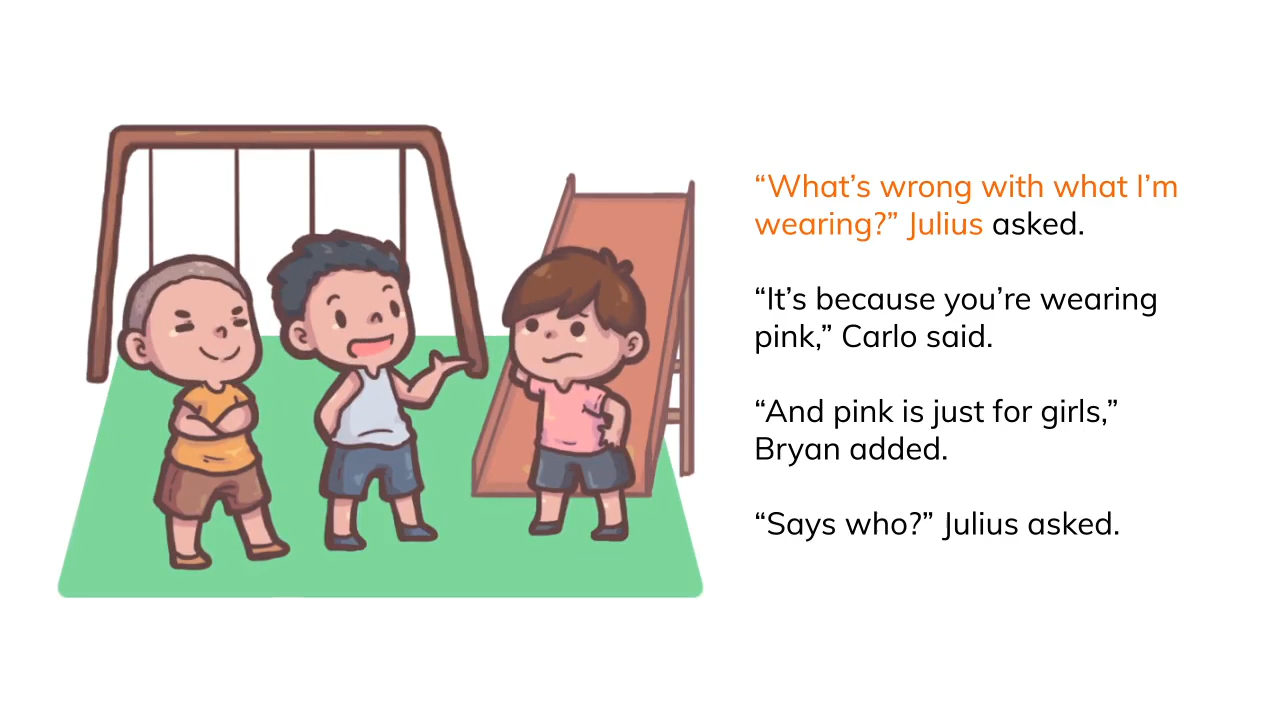 “What’s wrong with what I’m
wearing?” Julius asked.
“It’s because you’re wearing
pink,” Carlo said.
“And pink is just for girls,”
Bryan added.
“Says who?” Julius asked.